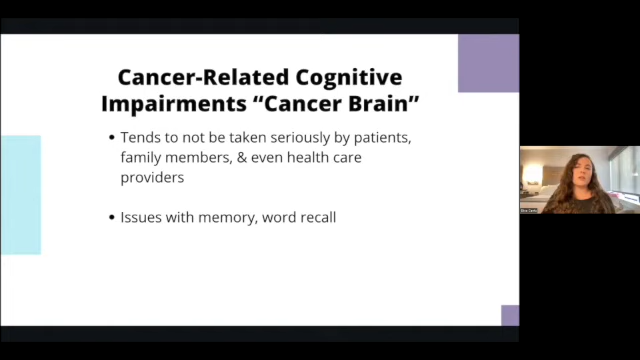 Cancer-Related Cognitive
Impairments “Cancer Brain”
• Tends to not be taken seriously by patients,
family members, & even health care
providers
• Issues with memory, word recall